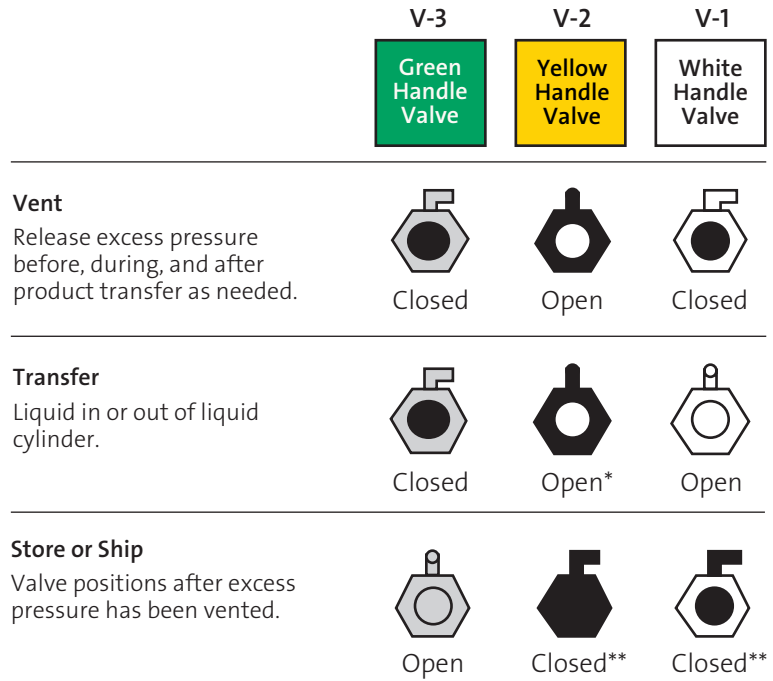 V-3 V-2 V-1
Green Yellow White
Handle Handle Handle
Valve Valve Valve
Vent
Release excess pressure
before, during, and after
product transfer as needed.
Closed Open Closed
Transfer
Liquid in or out of liquid
cylinder.
Closed Open* Open
Store or Ship
Valve positions after excess
pressure has been vented.
Open Closed** Closed**